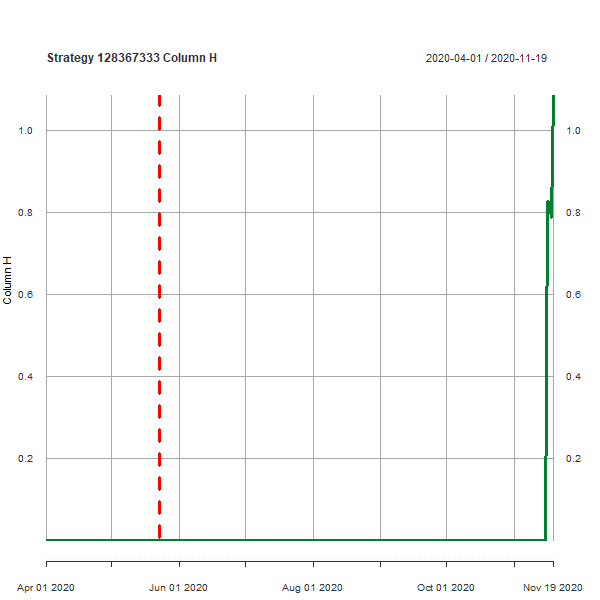 Strategy 128367333 Column H
2020-04-01 / 2020-11-19
1.0
1.0
0.8
0.8
Column H
0.6
0.6
0.4
0.4
0.2
0.2
Apr 01 2020
Jun 01 2020
Aug 01 2020
Oct 01 2020
Nov 19 2020